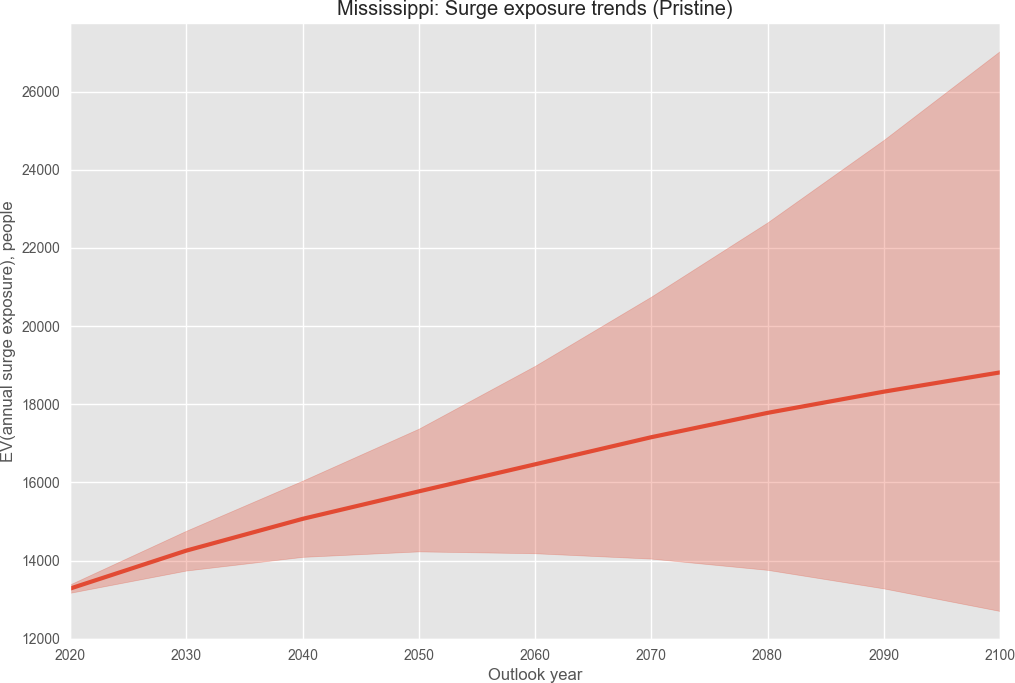 Mississippi: Surge exposure trends (Pristine)
EV(annual surge exposure), people
26000
24000
22000
20000
18000
16000
14000
12000
2020 2030 2040 2050 2060 2070 2080 2090 2100
Outlook year